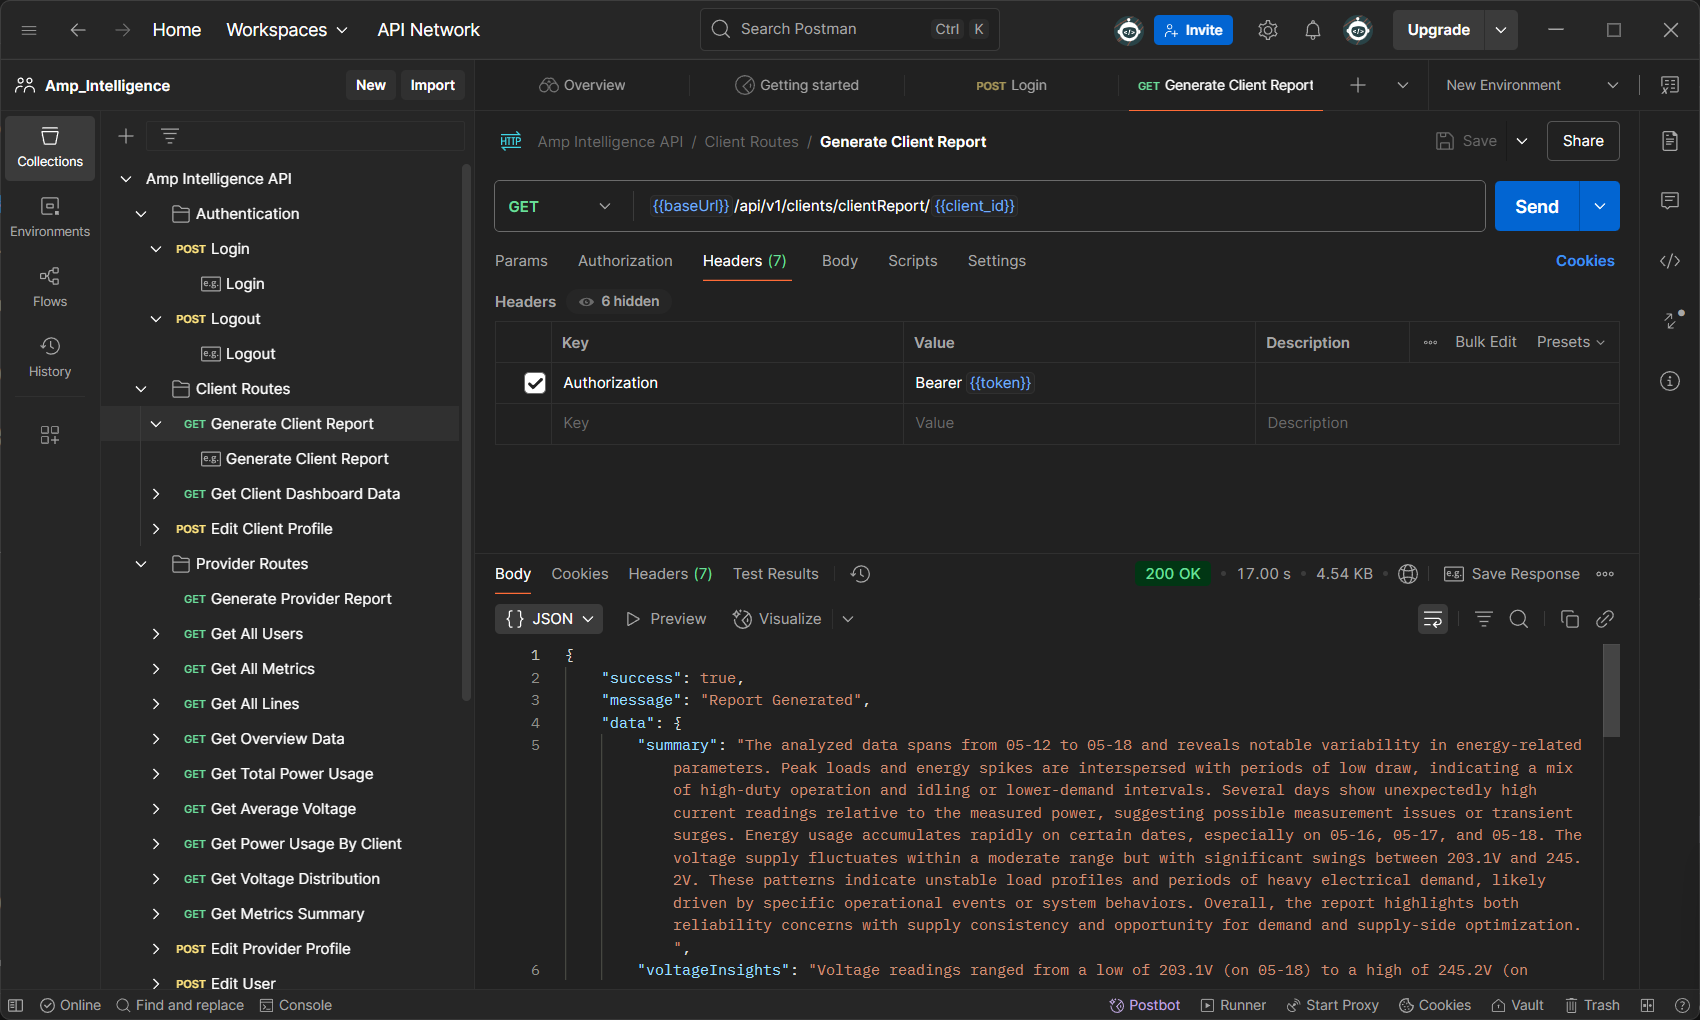 Home Workspaces API Network Search Postman Ctrl K Invite Upgrade
Amp_Intelligence New Import Overview Getting started POST Login GET Generate Client Report New Environment
Collections
Environments
Flows
History
Amp Intelligence API
Authentication
POST Login
e.g. Login
POST Logout
e.g. Logout
Client Routes
GET Generate Client Report
e.g. Generate Client Report
GET Get Client Dashboard Data
POST Edit Client Profile
Provider Routes
GET Generate Provider Report
GET Get All Users
GET Get All Metrics
GET Get All Lines
GET Get Overview Data
GET Get Total Power Usage
GET Get Average Voltage
GET Get Power Usage By Client
GET Get Voltage Distribution
GET Get Metrics Summary
POST Edit Provider Profile
POST Edit User
HTTP Amp Intelligence API / Client Routes / Generate Client Report Save Share
GET {{baseUrl}} /api/v1/clients/clientReport/ {{client_id}} Send
Params Authorization Headers (7) Body Scripts Settings Cookies
Headers 6 hidden
Key Value Description Bulk Edit Presets
Authorization Bearer {{token}}
Key Value Description
Body Cookies Headers (7) Test Results 200 OK 17.00 s 4.54 KB e.g. Save Response
{} JSON Preview Visualize
1 {
2 "success": true,
3 "message": "Report Generated",
4 "data": {
5 "summary": "The analyzed data spans from 05-12 to 05-18 and reveals notable variability in energy-related
parameters. Peak loads and energy spikes are interspersed with periods of low draw, indicating a mix
of high-duty operation and idling or lower-demand intervals. Several days show unexpectedly high
current readings relative to the measured power, suggesting possible measurement issues or transient
surges. Energy usage accumulates rapidly on certain dates, especially on 05-16, 05-17, and 05-18. The
voltage supply fluctuates within a moderate range but with significant swings between 203.1V and 245.
2V. These patterns indicate unstable load profiles and periods of heavy electrical demand, likely
driven by specific operational events or system behaviors. Overall, the report highlights both
reliability concerns with supply consistency and opportunity for demand and supply-side optimization.
",
6 "voltageInsights": "Voltage readings ranged from a low of 203.1V (on 05-18) to a high of 245.2V (on
Online Find and replace Console Postbot Runner Start Proxy Cookies Vault Trash